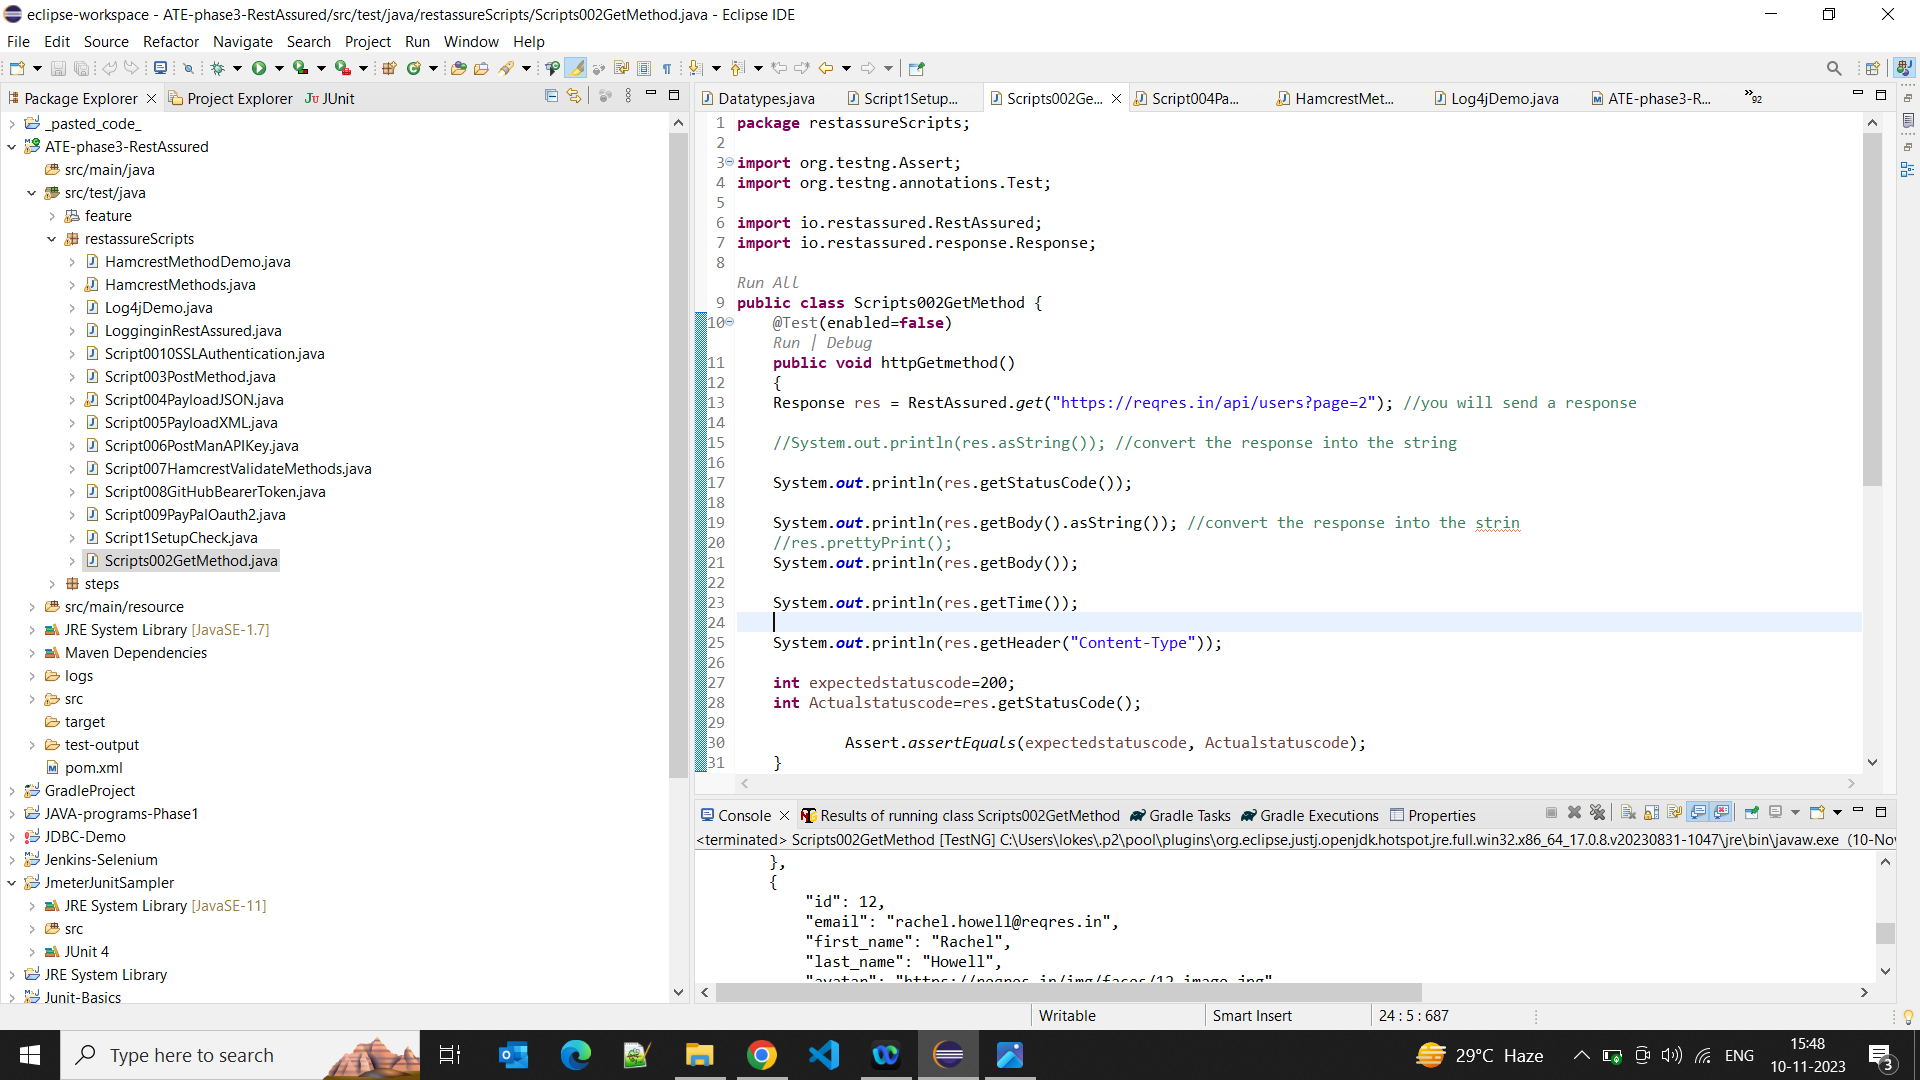 eclipse-workspace - ATE-phase3-RestAssured/src/test/java/restassureScripts/Scripts002GetMethod.java - Eclipse IDE
File Edit Source Refactor Navigate Search Project Run Window Help
Package Explorer Project Explorer JUnit
_pasted_code_
ATE-phase3-RestAssured
src/main/java
src/test/java
feature
restassureScripts
HamcrestMethodDemo.java
HamcrestMethods.java
Log4jDemo.java
LogginginRestAssured.java
Script0010SSLAuthentication.java
Script003PostMethod.java
Script004PayloadJSON.java
Script005PayloadXML.java
Script006PostManAPIKey.java
Script007HamcrestValidateMethods.java
Script008GitHubBearerToken.java
Script009PayPalOauth2.java
Script1SetupCheck.java
Scripts002GetMethod.java
steps
src/main/resource
JRE System Library [JavaSE-1.7]
Maven Dependencies
logs
src
target
test-output
pom.xml
GradleProject
JAVA-programs-Phase1
JDBC-Demo
Jenkins-Selenium
JmeterJunitSampler
JRE System Library [JavaSE-11]
src
JUnit 4
JRE System Library
Junit-Basics
Datatypes.java Script1Setup... Scripts002Ge... Script004Pa... HamcrestMet... Log4jDemo.java ATE-phase3-R... »92
1 package restassureScripts;
2
3 import org.testng.Assert;
4 import org.testng.annotations.Test;
5
6 import io.restassured.RestAssured;
7 import io.restassured.response.Response;
8
Run All
9 public class Scripts002GetMethod {
10 @Test(enabled=false)
Run | Debug
11 public void httpGetmethod()
12 {
13 Response res = RestAssured.get("https://reqres.in/api/users?page=2"); //you will send a response
14
15 //System.out.println(res.asString()); //convert the response into the string
16
17 System.out.println(res.getStatusCode());
18
19 System.out.println(res.getBody().asString()); //convert the response into the strin
20 //res.prettyPrint();
21 System.out.println(res.getBody());
22
23 System.out.println(res.getTime());
24
25 System.out.println(res.getHeader("Content-Type"));
26
27 int expectedstatuscode=200;
28 int Actualstatuscode=res.getStatusCode();
29
30 Assert.assertEquals(expectedstatuscode, Actualstatuscode);
31 }
Console Results of running class Scripts002GetMethod Gradle Tasks Gradle Executions Properties
<terminated> Scripts002GetMethod [TestNG] C:\Users\lokes\.p2\pool\plugins\org.eclipse.justj.openjdk.hotspot.jre.full.win32.x86_64_17.0.8.v20230831-1047\jre\bin\javaw.exe (10-Nov
},
{
"id": 12,
"email": "rachel.howell@reqres.in",
"first_name": "Rachel",
"last_name": "Howell",
"avatar": "https://reqres.in/img/faces/12-image.jpg"
Writable Smart Insert 24 : 5 : 687
Type here to search
29°C Haze ENG 15:48
10-11-2023 3